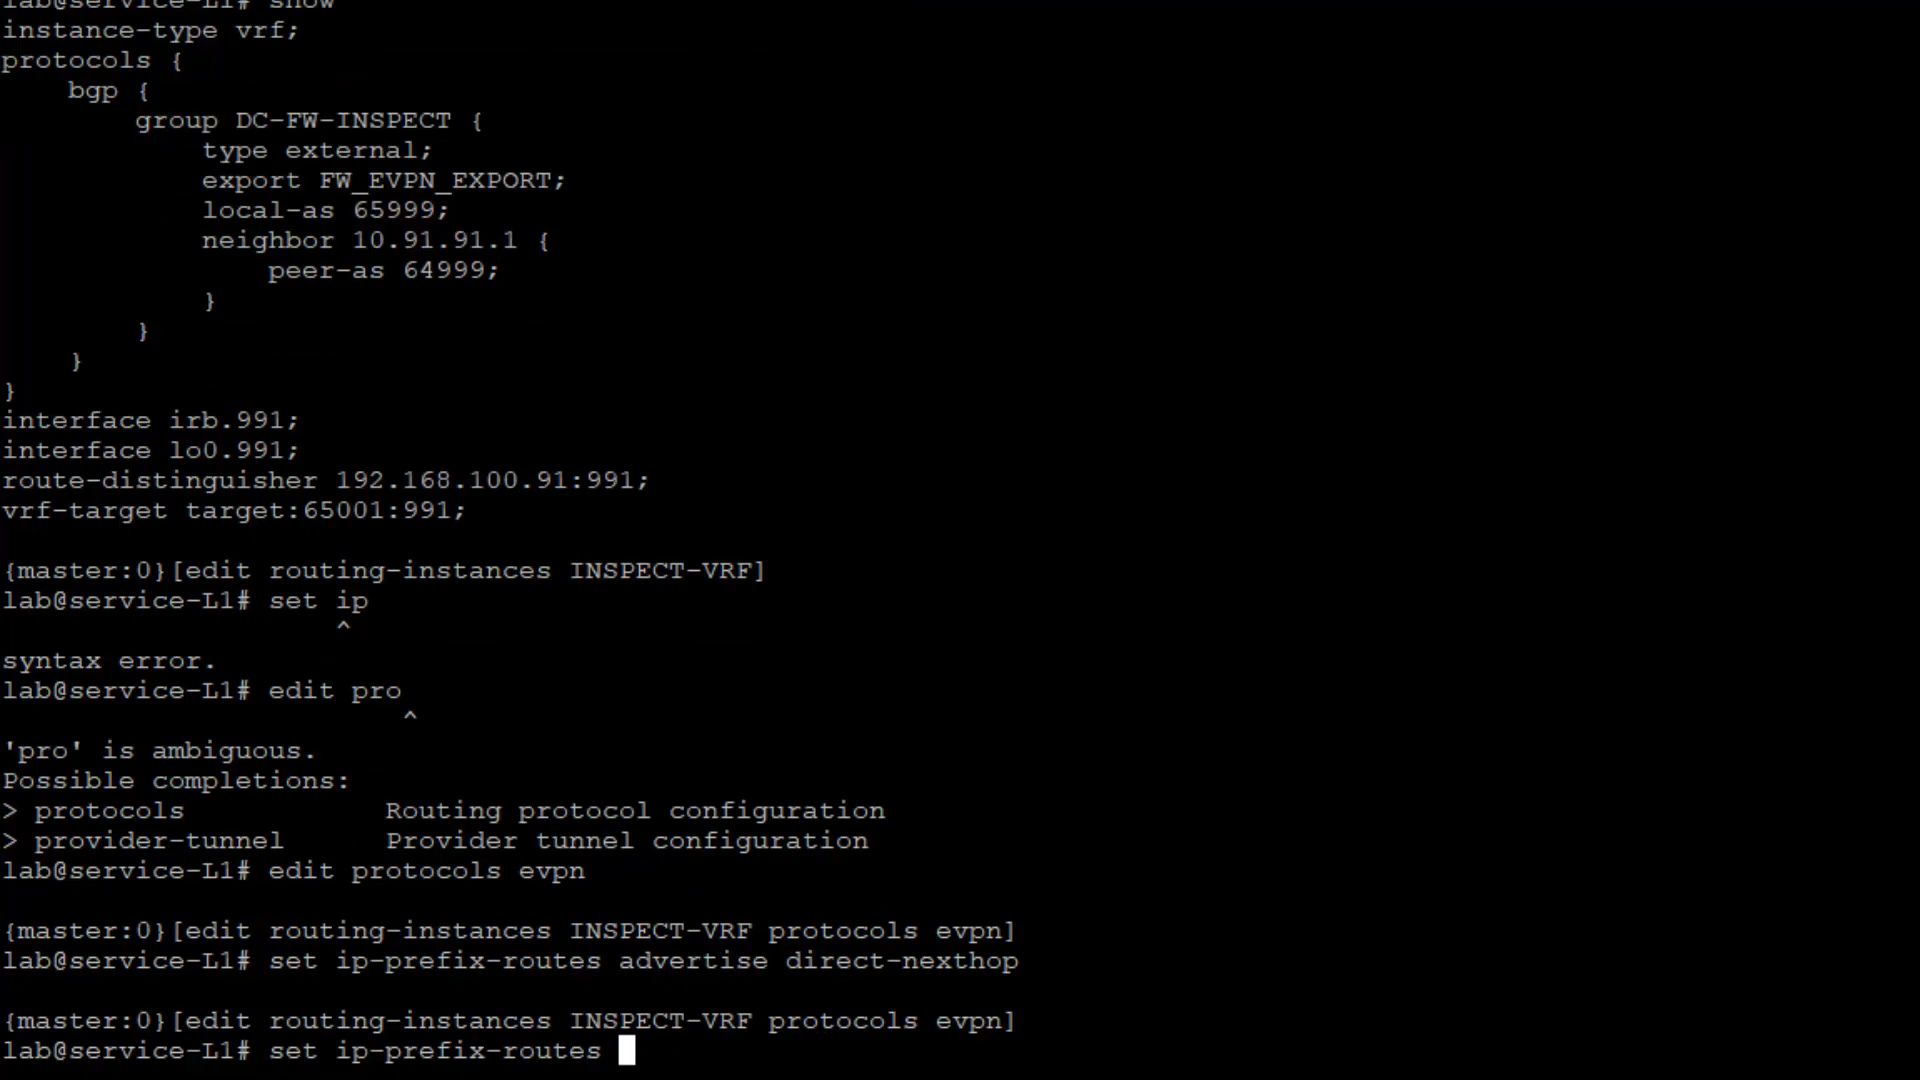 lab@service-L1# show
instance-type vrf;
protocols {
    bgp {
        group DC-FW-INSPECT {
            type external;
            export FW_EVPN_EXPORT;
            local-as 65999;
            neighbor 10.91.91.1 {
                peer-as 64999;
            }
        }
    }
}
interface irb.991;
interface lo0.991;
route-distinguisher 192.168.100.91:991;
vrf-target target:65001:991;

{master:0}[edit routing-instances INSPECT-VRF]
lab@service-L1# set ip
                    ^
syntax error.
lab@service-L1# edit pro
                        ^
'pro' is ambiguous.
Possible completions:
> protocols            Routing protocol configuration
> provider-tunnel      Provider tunnel configuration
lab@service-L1# edit protocols evpn

{master:0}[edit routing-instances INSPECT-VRF protocols evpn]
lab@service-L1# set ip-prefix-routes advertise direct-nexthop

{master:0}[edit routing-instances INSPECT-VRF protocols evpn]
lab@service-L1# set ip-prefix-routes